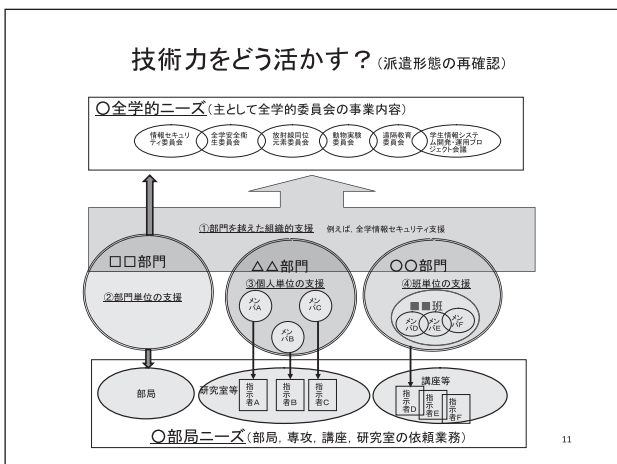 技術力をどう活かす？(派遣形態の再確認)
〇全学的ニーズ(主として全学的委員会の事業内容)
情報セキュリ
ティ委員会
全学安全衛
生委員会
放射線同位
元素委員会
動物実験
委員会
遠隔教育
委員会
学生情報システ
ム開発・運用プロ
ジェクト会議
①部門を越えた組織的支援　例えば，全学情報セキュリティ支援
□□部門
②部門単位の支援
△△部門
③個人単位の支援
メン
バA
メン
バB
メン
バC
〇〇部門
④班単位の支援
■■班
メン
バD
メン
バE
メン
バF
部局
研究室等
指
示
者A
指
示
者B
指
示
者C
講座等
指
示
者D
指
示
者E
指
示
者F
〇部局ニーズ(部局，専攻，講座，研究室の依頼業務)
11